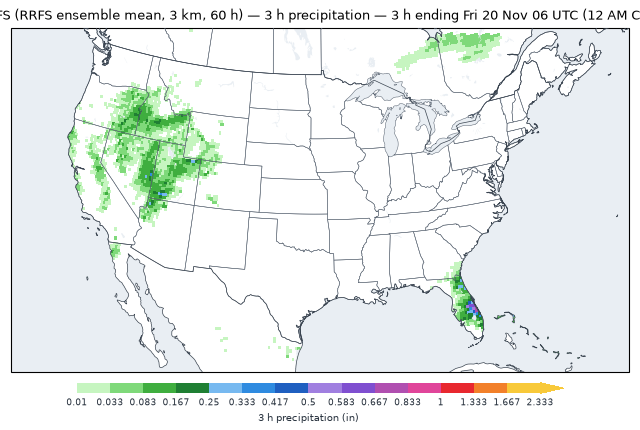 FS (RRFS ensemble mean, 3 km, 60 h) — 3 h precipitation — 3 h ending Fri 20 Nov 06 UTC (12 AM C
0.01 0.033 0.083 0.167 0.25 0.333 0.417 0.5 0.583 0.667 0.833 1 1.333 1.667 2.333
3 h precipitation (in)